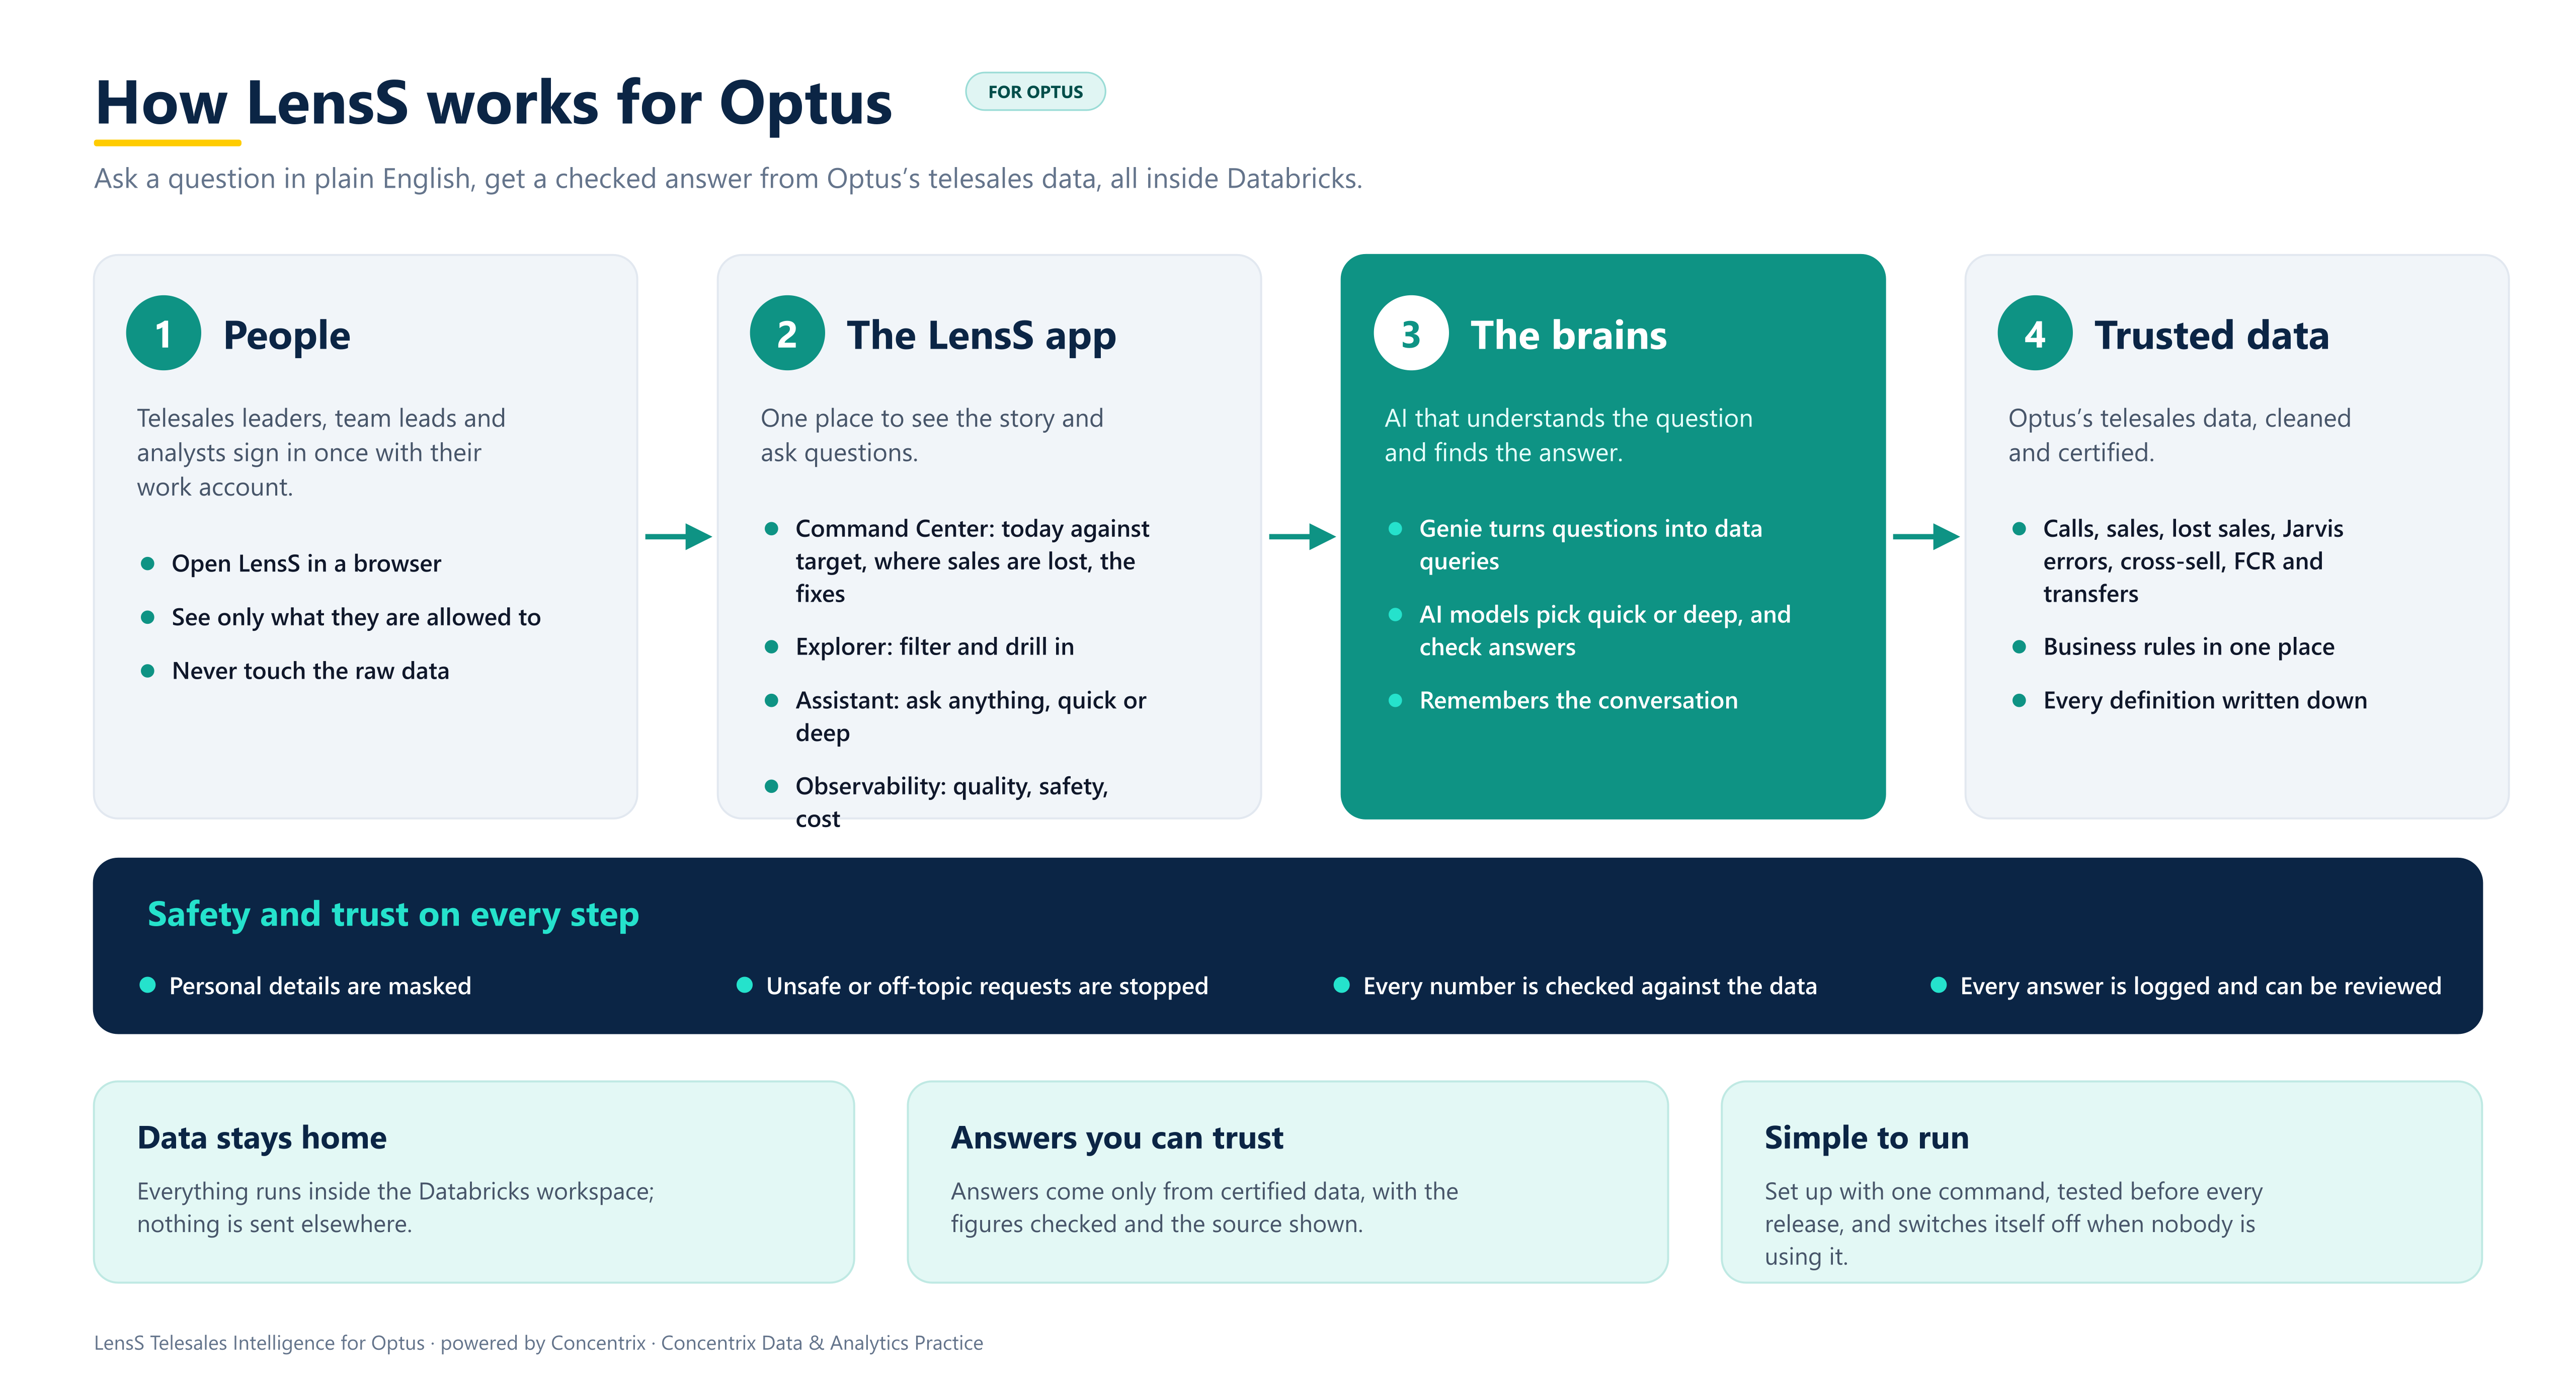 How LensS works for Optus
FOR OPTUS
Ask a question in plain English, get a checked answer from Optus’s telesales data, all inside Databricks.
1
People
Telesales leaders, team leads and
analysts sign in once with their
work account.
Open LensS in a browser
See only what they are allowed to
Never touch the raw data
2
The LensS app
One place to see the story and
ask questions.
Command Center: today against
target, where sales are lost, the
fixes
Explorer: filter and drill in
Assistant: ask anything, quick or
deep
Observability: quality, safety,
cost
3
The brains
AI that understands the question
and finds the answer.
Genie turns questions into data
queries
AI models pick quick or deep, and
check answers
Remembers the conversation
4
Trusted data
Optus’s telesales data, cleaned
and certified.
Calls, sales, lost sales, Jarvis
errors, cross-sell, FCR and
transfers
Business rules in one place
Every definition written down
Safety and trust on every step
Personal details are masked
Unsafe or off-topic requests are stopped
Every number is checked against the data
Every answer is logged and can be reviewed
Data stays home
Everything runs inside the Databricks workspace;
nothing is sent elsewhere.
Answers you can trust
Answers come only from certified data, with the
figures checked and the source shown.
Simple to run
Set up with one command, tested before every
release, and switches itself off when nobody is
using it.
LensS Telesales Intelligence for Optus · powered by Concentrix · Concentrix Data & Analytics Practice